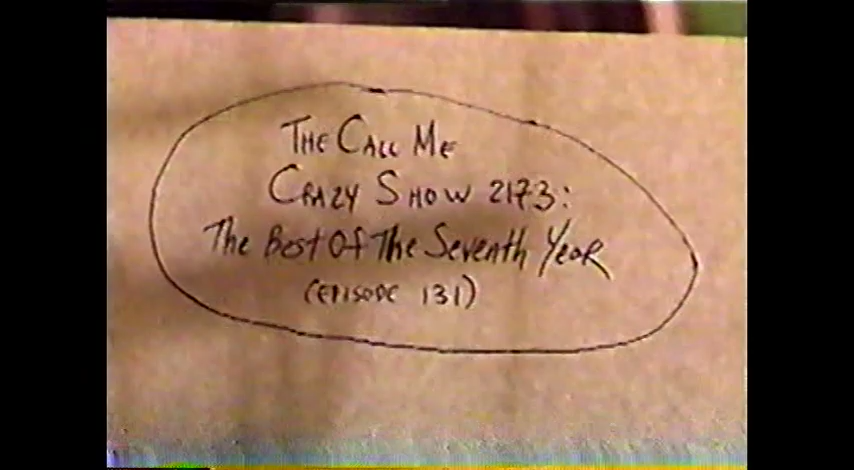 The Call Me
Crazy Show 2173:
The Best Of The Seventh Year
(Episode 131)